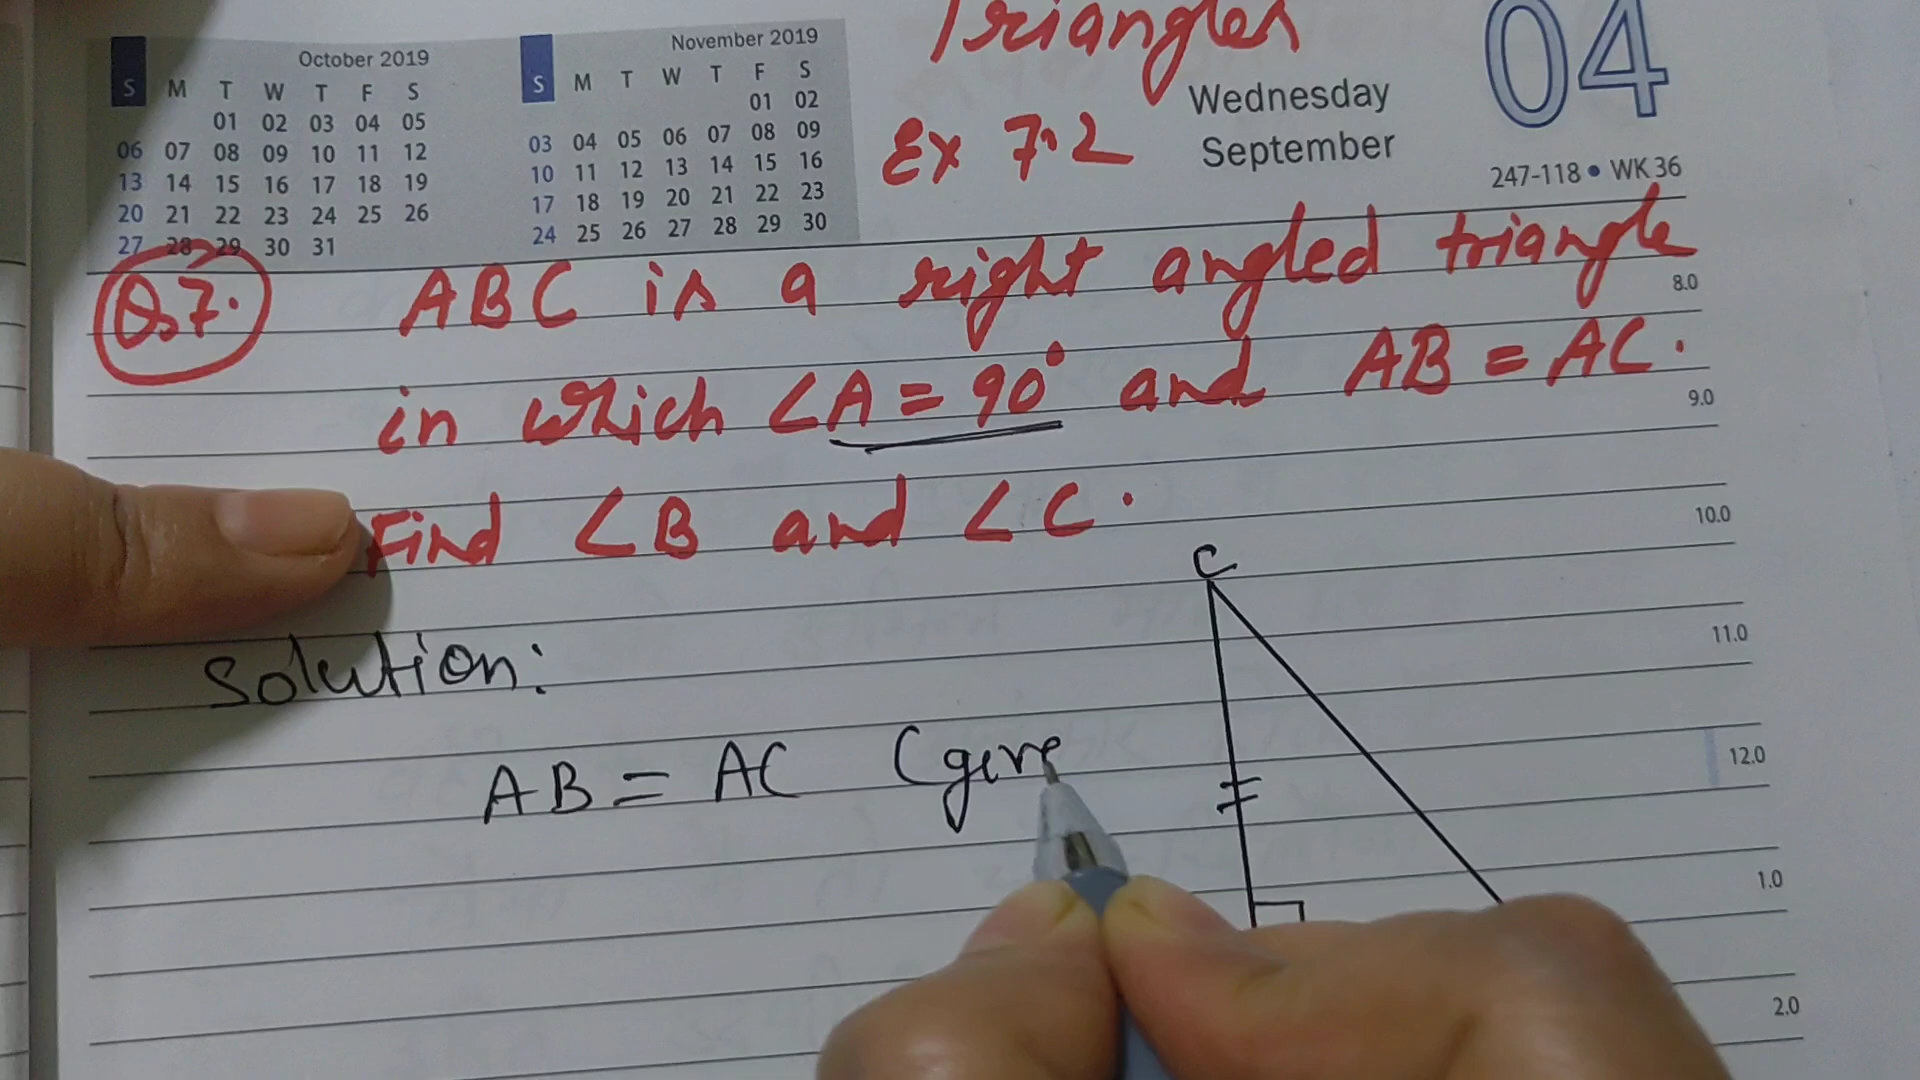 October 2019
S M T W T F S
01 02 03 04 05
06 07 08 09 10 11 12
13 14 15 16 17 18 19
20 21 22 23 24 25 26
27 28 29 30 31
November 2019
S M T W T F S
01 02
03 04 05 06 07 08 09
10 11 12 13 14 15 16
17 18 19 20 21 22 23
24 25 26 27 28 29 30
Triangles
Ex 7.2
Wednesday
September
04
247-118 • WK 36
Q.7. ABC is a right angled triangle
in which ∠A = 90° and AB = AC.
Find ∠B and ∠C.
8.0
9.0
10.0
11.0
12.0
1.0
2.0
C
Solution:
AB = AC (give